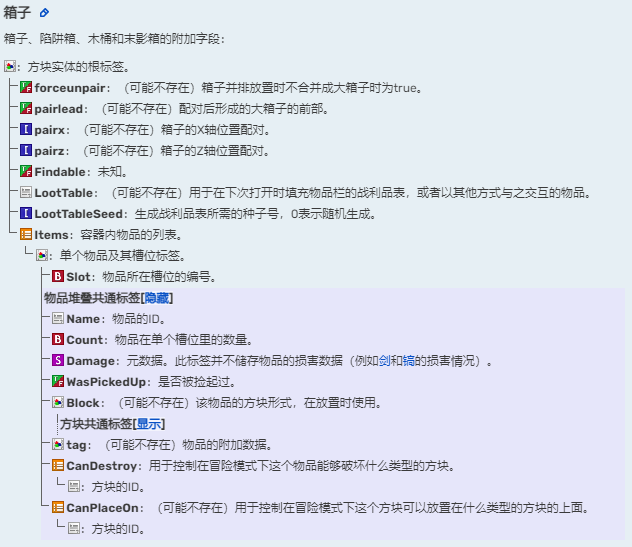 箱子
箱子、陷阱箱、木桶和末影箱的附加字段：
：方块实体的根标签。
forceunpair：（可能不存在）箱子并排放置时不合并成大箱子时为true。
pairlead：（可能不存在）配对后形成的大箱子的前部。
pairx：（可能不存在）箱子的X轴位置配对。
pairz：（可能不存在）箱子的Z轴位置配对。
Findable：未知。
LootTable：（可能不存在）用于在下次打开时填充物品栏的战利品表，或者以其他方式与之交互的物品。
LootTableSeed：生成战利品表所需的种子号，0表示随机生成。
Items：容器内物品的列表。
：单个物品及其槽位标签。
B Slot：物品所在槽位的编号。
物品堆叠共通标签[隐藏]
Name：物品的ID。
B Count：物品在单个槽位里的数量。
S Damage：元数据。此标签并不储存物品的损害数据（例如剑和镐的损害情况）。
WasPickedUp：是否被捡起过。
Block：（可能不存在）该物品的方块形式，在放置时使用。
方块共通标签[显示]
tag：（可能不存在）物品的附加数据。
CanDestroy：用于控制在冒险模式下这个物品能够破坏什么类型的方块。
：方块的ID。
CanPlaceOn：（可能不存在）用于控制在冒险模式下这个方块可以放置在什么类型的方块的上面。
：方块的ID。